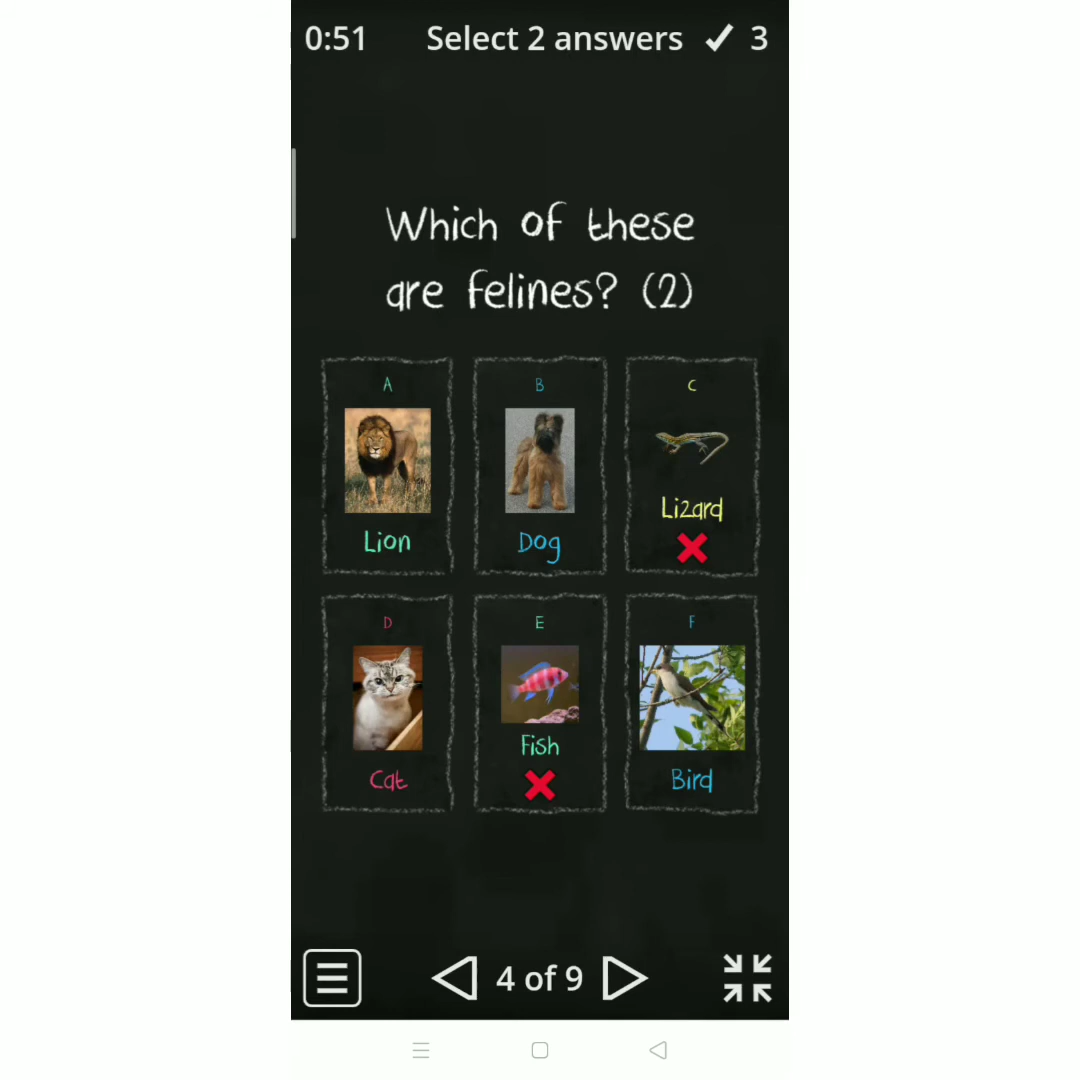 0:51 Select 2 answers ✓ 3
Which of these
are felines? (2)
A B C
Lion Dog Lizard
D E F
Cat Fish Bird
4 of 9